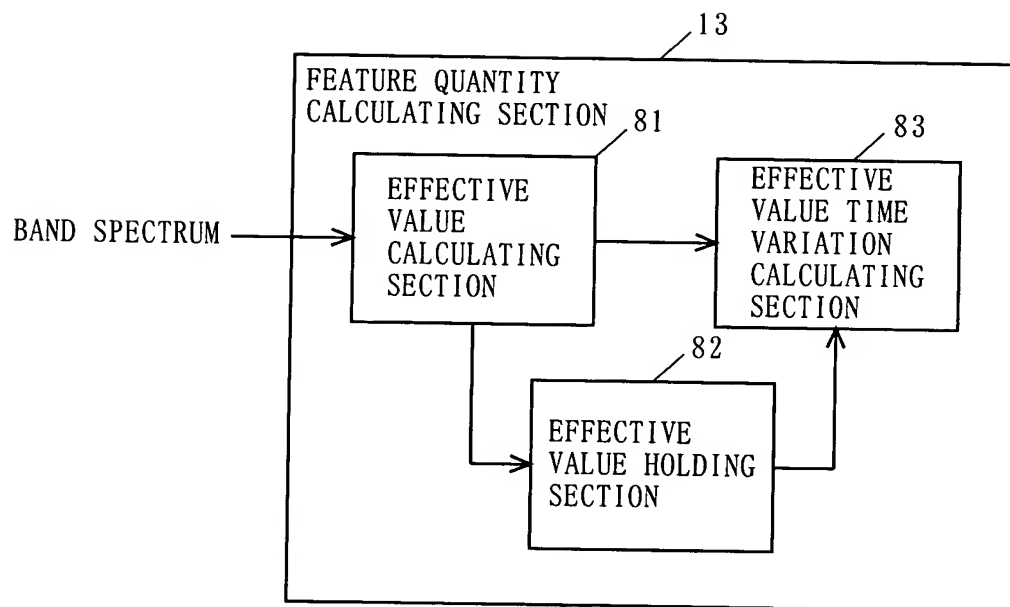 13
FEATURE QUANTITY
CALCULATING SECTION
81
83
EFFECTIVE
VALUE
CALCULATING
SECTION
EFFECTIVE
VALUE TIME
VARIATION
CALCULATING
SECTION
BAND SPECTRUM
82
EFFECTIVE
VALUE HOLDING
SECTION